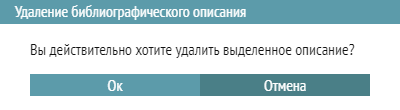 Удаление библиографического описания
Вы действительно хотите удалить выделенное описание?
Ок
Отмена